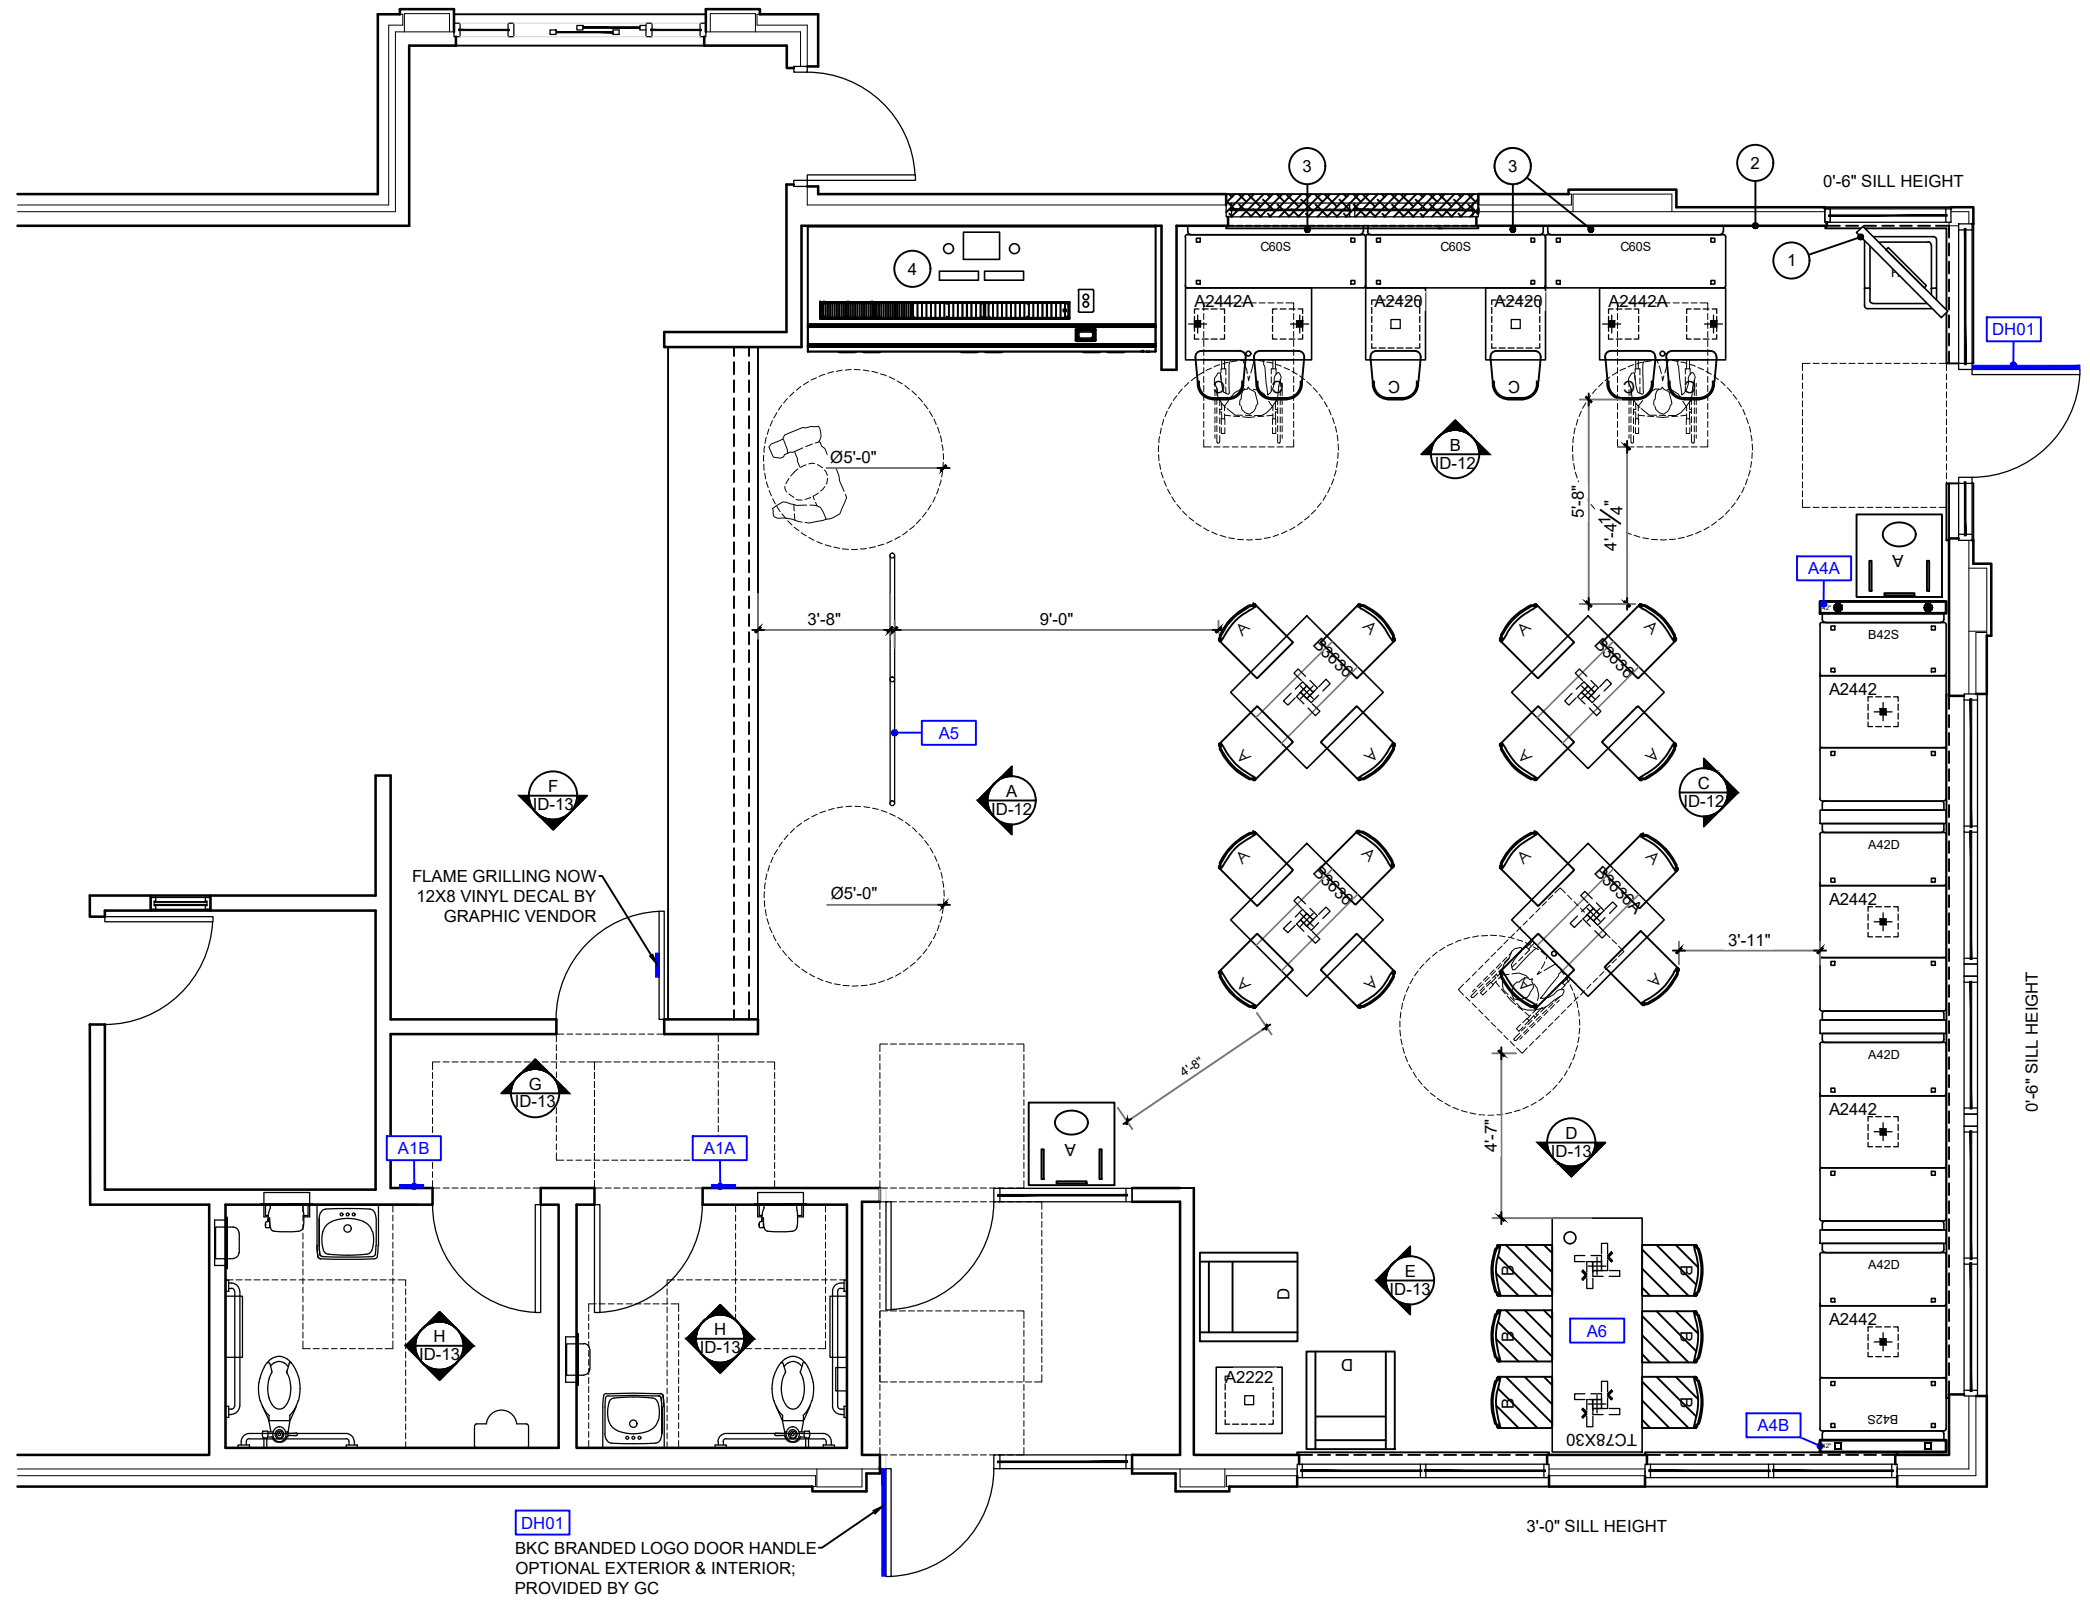 3
3
2
0'-6" SILL HEIGHT
4
C60S
C60S
C60S
1
A2442A
A2420
A2420
A2442A
DH01
C
C
C
C
C
C
Ø5'-0"
B
ID-12
5'-8"
4'-4 1/4"
A
A4A
3'-8"
9'-0"
A
A
A
A
B42S
B3636
B3636
A2442
A5
A
A
A
A
F
ID-13
A
ID-12
C
ID-12
A
A
A
A
A42D
FLAME GRILLING NOW
12X8 VINYL DECAL BY
GRAPHIC VENDOR
Ø5'-0"
B3636
B3636A
A2442
3'-11"
A
A
A
A
0'-6" SILL HEIGHT
4'-8"
A42D
G
ID-13
A2442
A1B
A1A
A
4'-7"
D
ID-13
E
ID-13
D
B
B
A42D
H
ID-13
H
ID-13
A6
B
B
A2442
D
A2222
B
B
TC78X30
A4B
B42S
DH01
BKC BRANDED LOGO DOOR HANDLE
OPTIONAL EXTERIOR & INTERIOR;
PROVIDED BY GC
3'-0" SILL HEIGHT